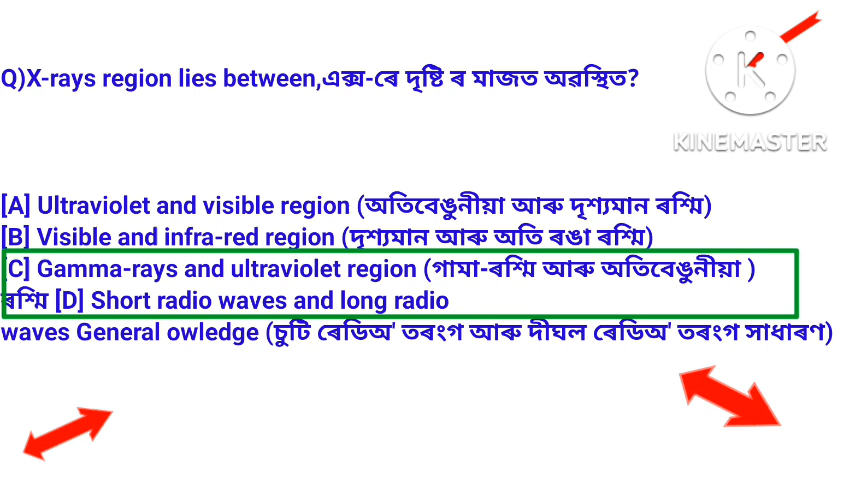 Q)X-rays region lies between,এক্স-ৰে দৃষ্টি ৰ মাজত অৱস্থিত?
KINEMASTER
[A] Ultraviolet and visible region (অতিবেঙুনীয়া আৰু দৃশ্যমান ৰশ্মি)
[B] Visible and infra-red region (দৃশ্যমান আৰু অতি ৰঙা ৰশ্মি)
[C] Gamma-rays and ultraviolet region (গামা-ৰশ্মি আৰু অতিবেঙুনীয়া )
ৰশ্মি [D] Short radio waves and long radio
waves General owledge (চুটি ৰেডিঅ' তৰংগ আৰু দীঘল ৰেডিঅ' তৰংগ সাধাৰণ)